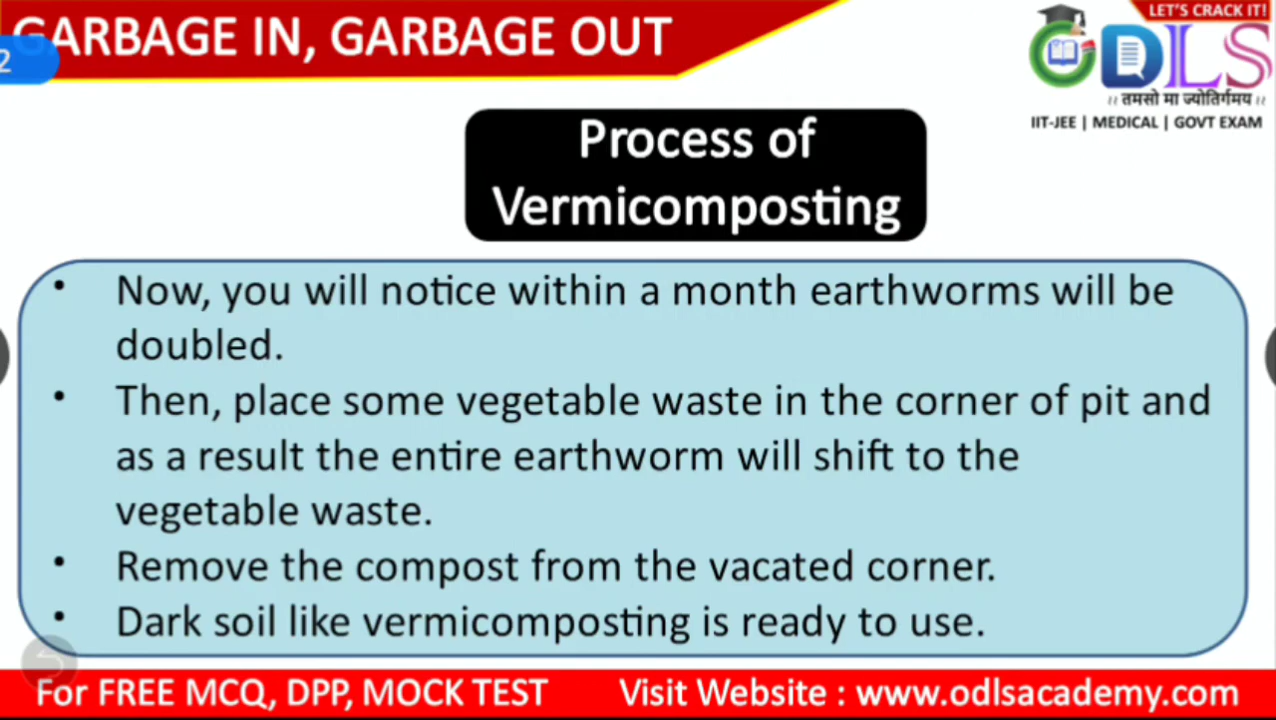 GARBAGE IN, GARBAGE OUT
2
LET'S CRACK IT!
ODLS
।। तमसो मा ज्योतिर्गमय ।।
IIT-JEE | MEDICAL | GOVT EXAM
Process of
Vermicomposting
• Now, you will notice within a month earthworms will be
doubled.
• Then, place some vegetable waste in the corner of pit and
as a result the entire earthworm will shift to the
vegetable waste.
• Remove the compost from the vacated corner.
• Dark soil like vermicomposting is ready to use.
For FREE MCQ, DPP, MOCK TEST Visit Website : www.odlsacademy.com